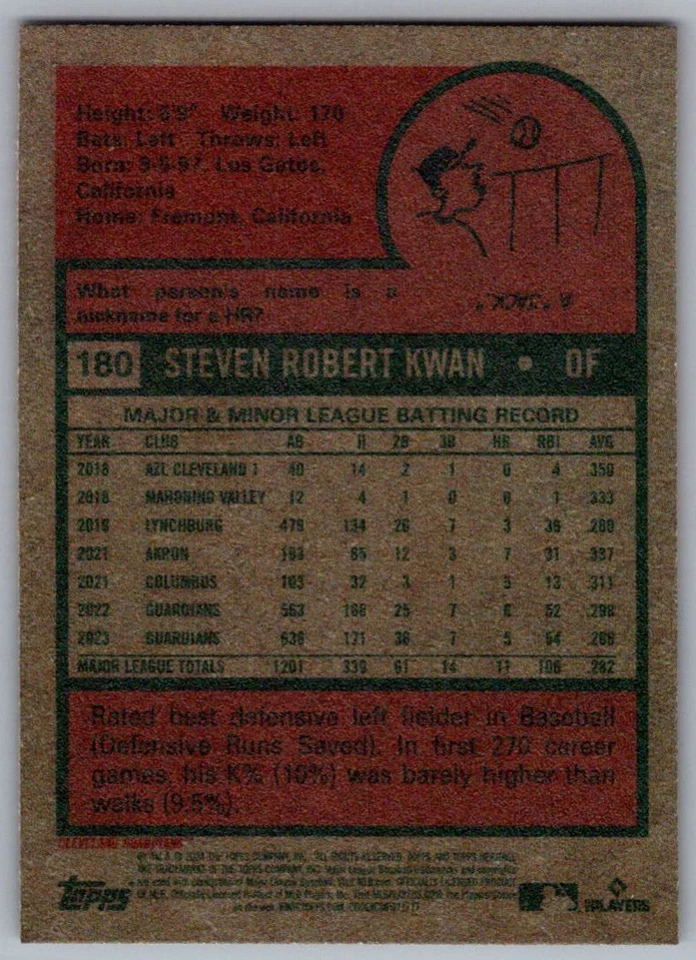 Height: 5'9" Weight: 170
Bats: Left Throws: Left
Born: 9-5-97, Los Gatos,
California
Home: Fremont, California
What person's name is a
nickname for a HR?
A "JACK".
180 STEVEN ROBERT KWAN • OF
MAJOR & MINOR LEAGUE BATTING RECORD
YEAR CLUB AB H 2B 3B HR RBI AVG
2018 AZL CLEVELAND 1 40 14 2 1 0 4 .350
2018 MAHONING VALLEY 12 4 1 0 0 1 .333
2019 LYNCHBURG 26 7 3
2021 AKRON 12 3 7 31 .337
2021 COLUMBUS 103 32 3 1 5 13 .311
2022 GUARDIANS 563 168 25 7 6 52 .298
2023 GUARDIANS 638 171 36 7 5 54 .268
MAJOR LEAGUE TOTALS 1201 339 61 14 11 106 .282
Rated best defensive left fielder in Baseball
(Defensive Runs Saved). In first 270 career
games, his K% (10%) was barely higher than
walks (9.5%).
CLEVELAND GUARDIANS
topps
PLAYERS